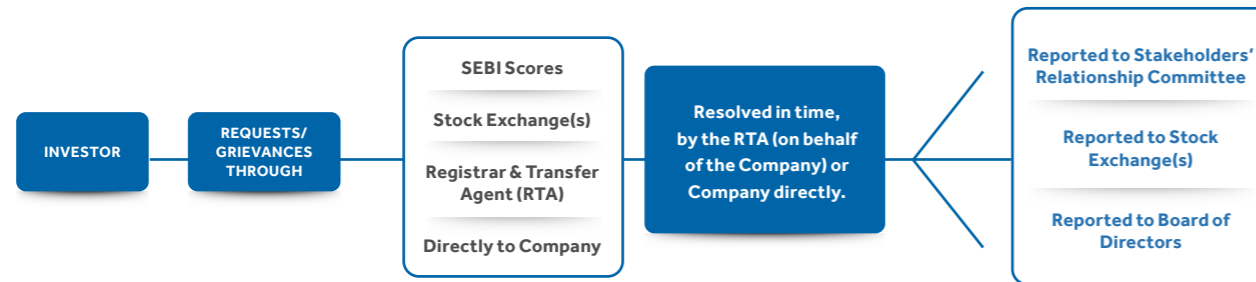 INVESTOR
REQUESTS/
GRIEVANCES
THROUGH
SEBI Scores
Stock Exchange(s)
Registrar & Transfer
Agent (RTA)
Directly to Company
Resolved in time,
by the RTA (on behalf
of the Company) or
Company directly.
Reported to Stakeholders’
Relationship Committee
Reported to Stock
Exchange(s)
Reported to Board of
Directors